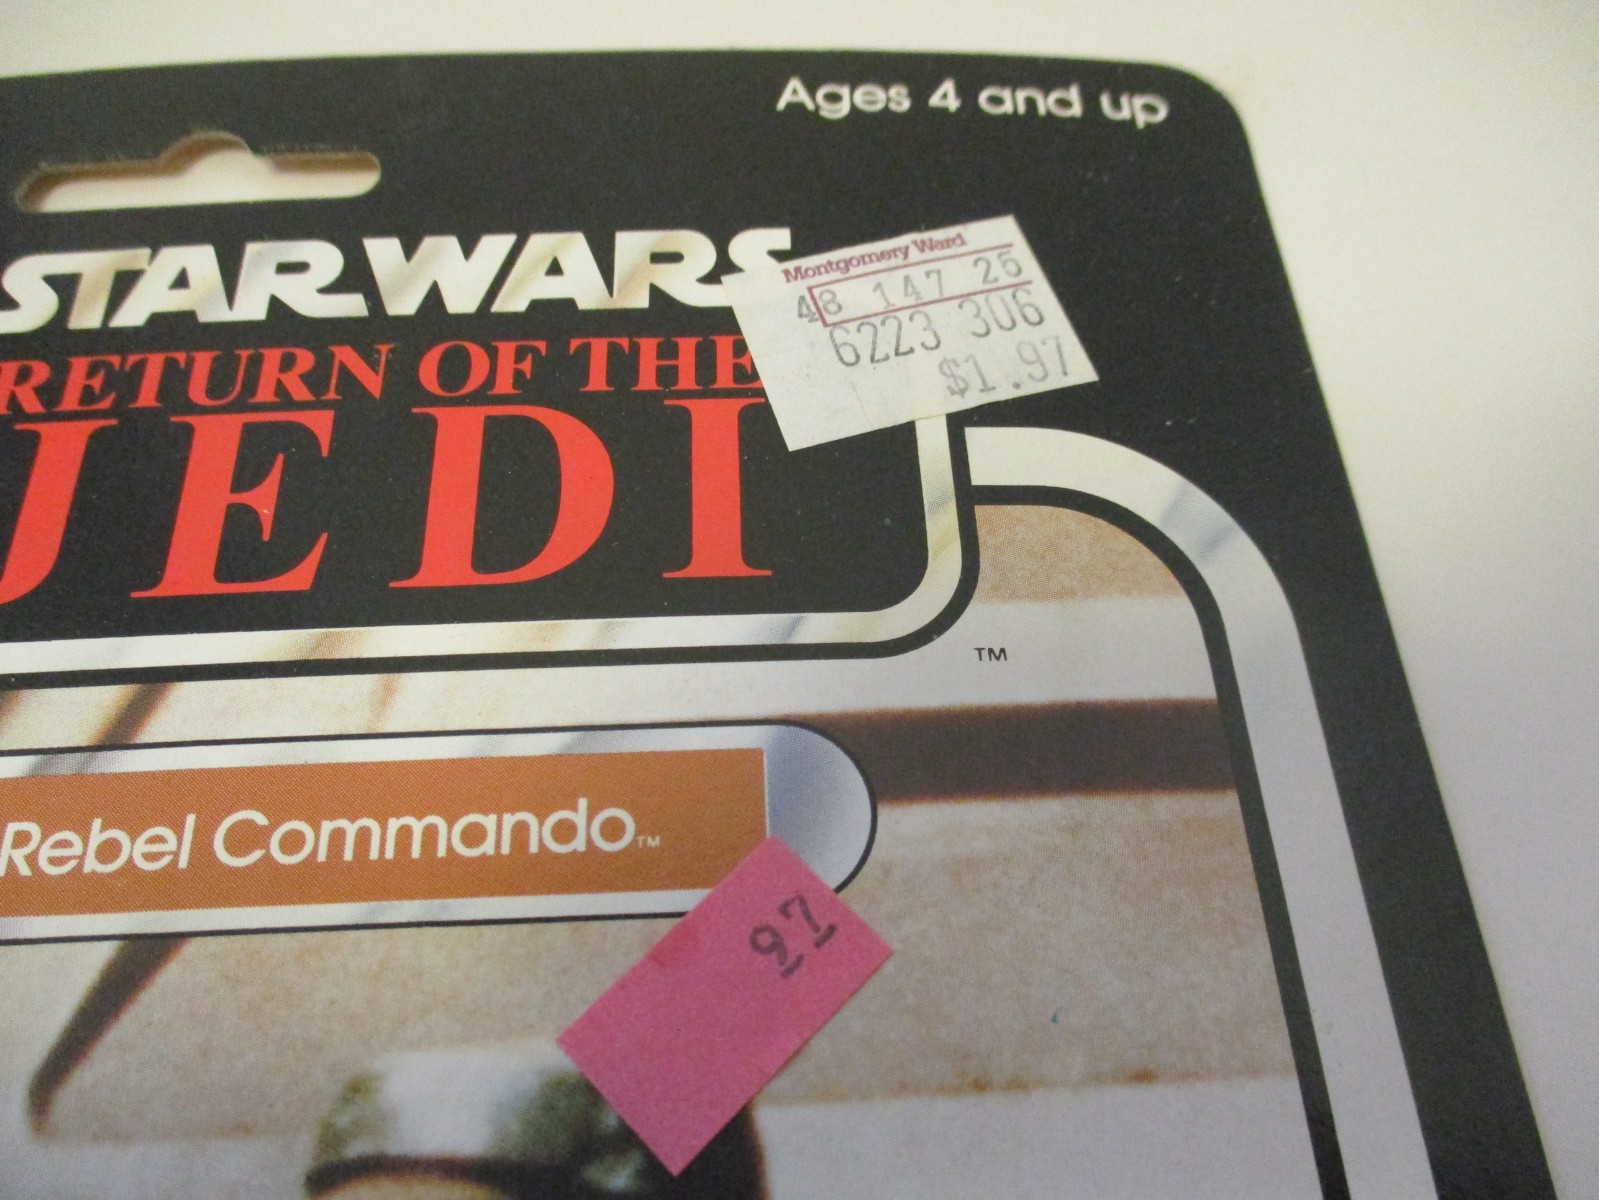 Ages 4 and up
STAR WARS
RETURN OF THE
JEDI
Montgomery Ward
48 147 25
6223 306
$1.97
TM
Rebel Commando TM
97